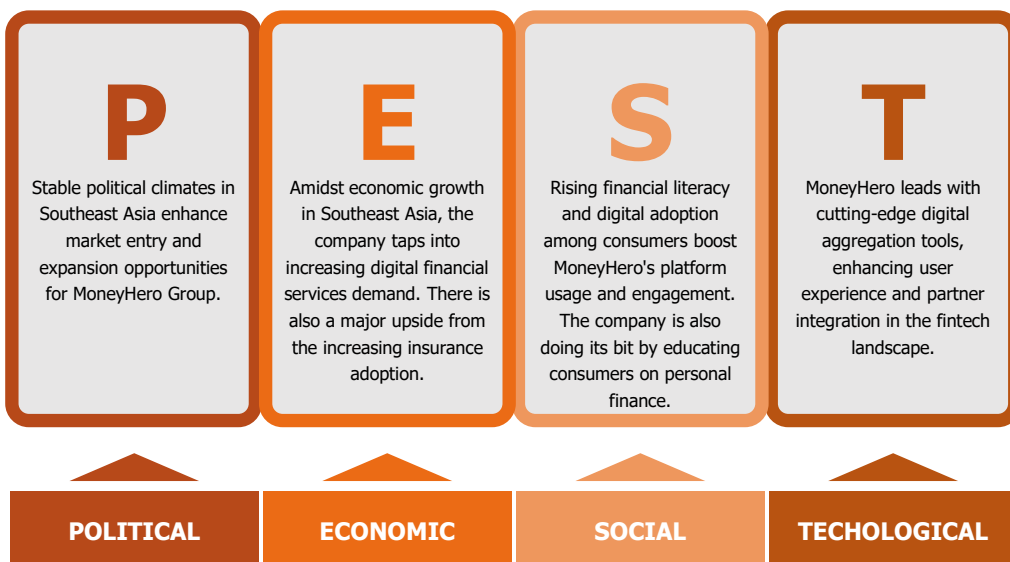 P
Stable political climates in
Southeast Asia enhance
market entry and
expansion opportunities
for MoneyHero Group.
E
Amidst economic growth
in Southeast Asia, the
company taps into
increasing digital financial
services demand. There is
also a major upside from
the increasing insurance
adoption.
S
Rising financial literacy
and digital adoption
among consumers boost
MoneyHero's platform
usage and engagement.
The company is also
doing its bit by educating
consumers on personal
finance.
T
MoneyHero leads with
cutting-edge digital
aggregation tools,
enhancing user
experience and partner
integration in the fintech
landscape.
POLITICAL
ECONOMIC
SOCIAL
TECHOLOGICAL